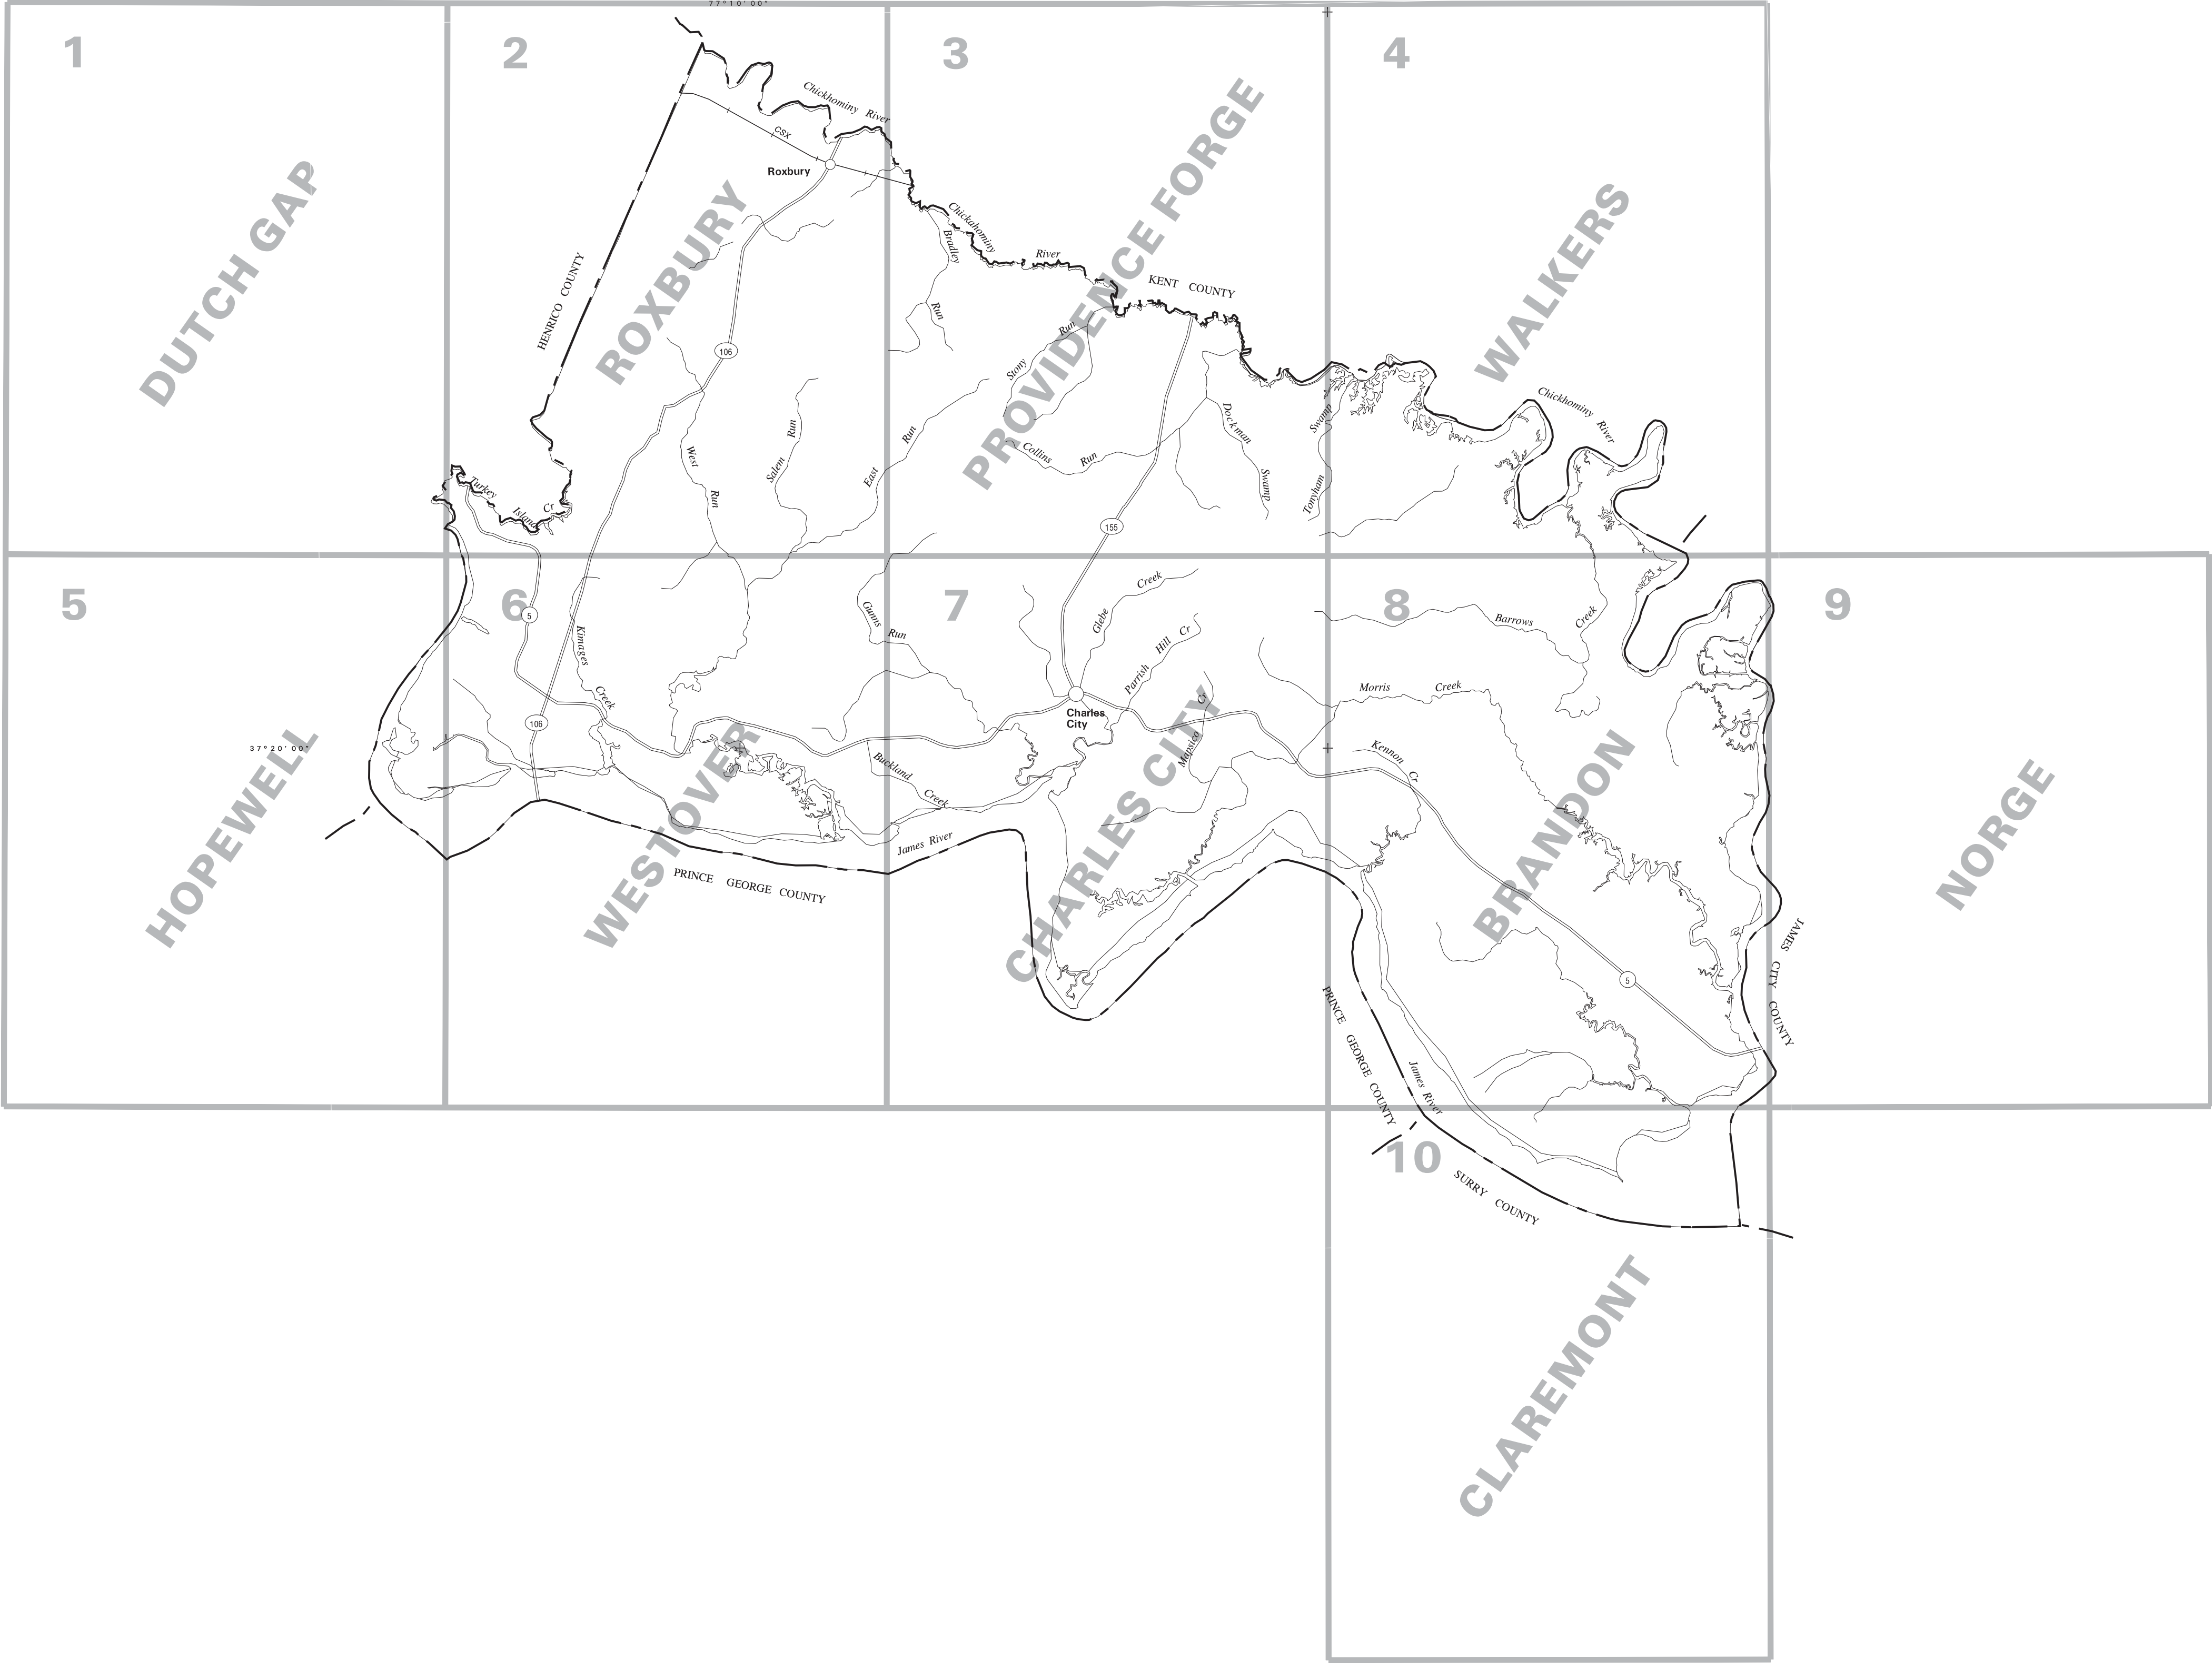 77°10'00"
1
2
3
4
DUTCH GAP
ROXBURY
PROVIDENCE FORGE
WALKERS
Chickhominy River
CSX
Roxbury
HENRICO COUNTY
Chickahominy
River
Bradley
Run
KENT COUNTY
106
Stony
Run
Chickhominy
River
Dockman
Swamp
Swamp
Tonyham
Collins
Run
West
Run
Salem
Run
East
Run
Turkey
Island
Cr
155
5
6
7
8
9
HOPEWELL
WESTOVER
CHARLES CITY
BRANDON
NORGE
5
Kimages
Creek
Gunns
Run
Glebe
Creek
Parrish
Hill
Cr
Barrows
Creek
Morris
Creek
Charles
City
106
37°20'00"
Mapsico
Cr
Buckland
Creek
Kennon
Cr
James River
PRINCE GEORGE COUNTY
JAMES
CITY
COUNTY
5
PRINCE
GEORGE
COUNTY
James River
10
SURRY COUNTY
CLAREMONT